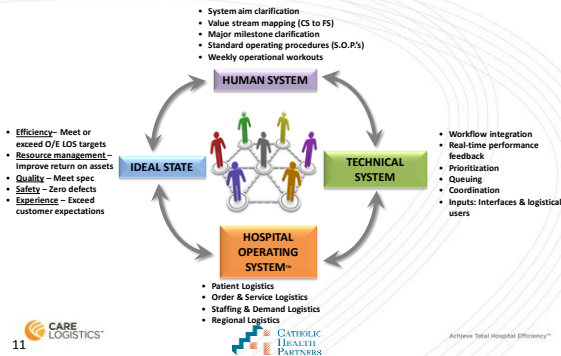 • System aim clarification
• Value stream mapping (CS to FS)
• Major milestone clarification
• Standard operating procedures (S.O.P.'s)
• Weekly operational workouts
HUMAN SYSTEM
• Efficiency– Meet or
exceed O/E LOS targets
• Resource management –
Improve return on assets
• Quality – Meet spec
• Safety – Zero defects
• Experience – Exceed
customer expectations
IDEAL STATE
TECHNICAL
SYSTEM
• Workflow integration
• Real-time performance
feedback
• Prioritization
• Queuing
• Coordination
• Inputs: Interfaces & logistical
users
HOSPITAL
OPERATING
SYSTEM™
• Patient Logistics
• Order & Service Logistics
• Staffing & Demand Logistics
• Regional Logistics
CARE
LOGISTICS™
11
CATHOLIC
HEALTH
PARTNERS
Achieve Total Hospital Efficiency™